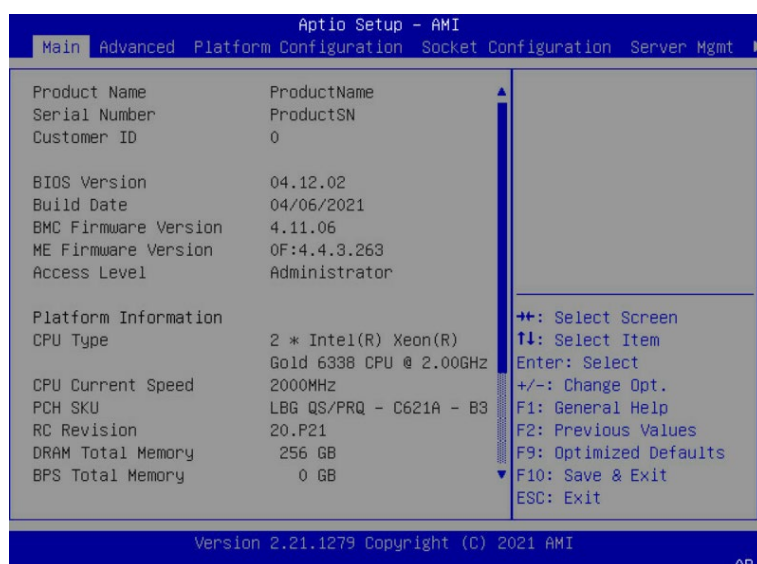 Aptio Setup – AMI
Main Advanced Platform Configuration Socket Configuration Server Mgmt
Product Name ProductName
Serial Number ProductSN
Customer ID 0
BIOS Version 04.12.02
Build Date 04/06/2021
BMC Firmware Version 4.11.06
ME Firmware Version 0F:4.4.3.263
Access Level Administrator
Platform Information
CPU Type 2 * Intel(R) Xeon(R)
Gold 6338 CPU @ 2.00GHz
CPU Current Speed 2000MHz
PCH SKU LBG QS/PRQ - C621A - B3
RC Revision 20.P21
DRAM Total Memory 256 GB
BPS Total Memory 0 GB
→←: Select Screen
↑↓: Select Item
Enter: Select
+/-: Change Opt.
F1: General Help
F2: Previous Values
F9: Optimized Defaults
F10: Save & Exit
ESC: Exit
Version 2.21.1279 Copyright (C) 2021 AMI